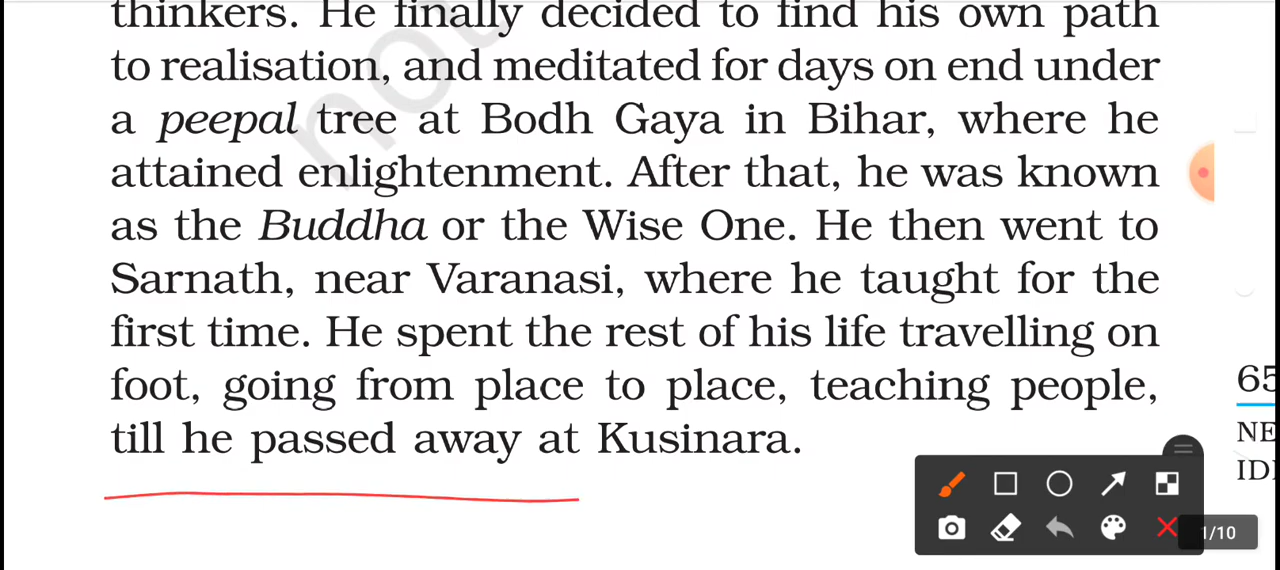 thinkers. He finally decided to find his own path
to realisation, and meditated for days on end under
a peepal tree at Bodh Gaya in Bihar, where he
attained enlightenment. After that, he was known
as the Buddha or the Wise One. He then went to
Sarnath, near Varanasi, where he taught for the
first time. He spent the rest of his life travelling on
foot, going from place to place, teaching people,
till he passed away at Kusinara.
not
65
NE
1/10